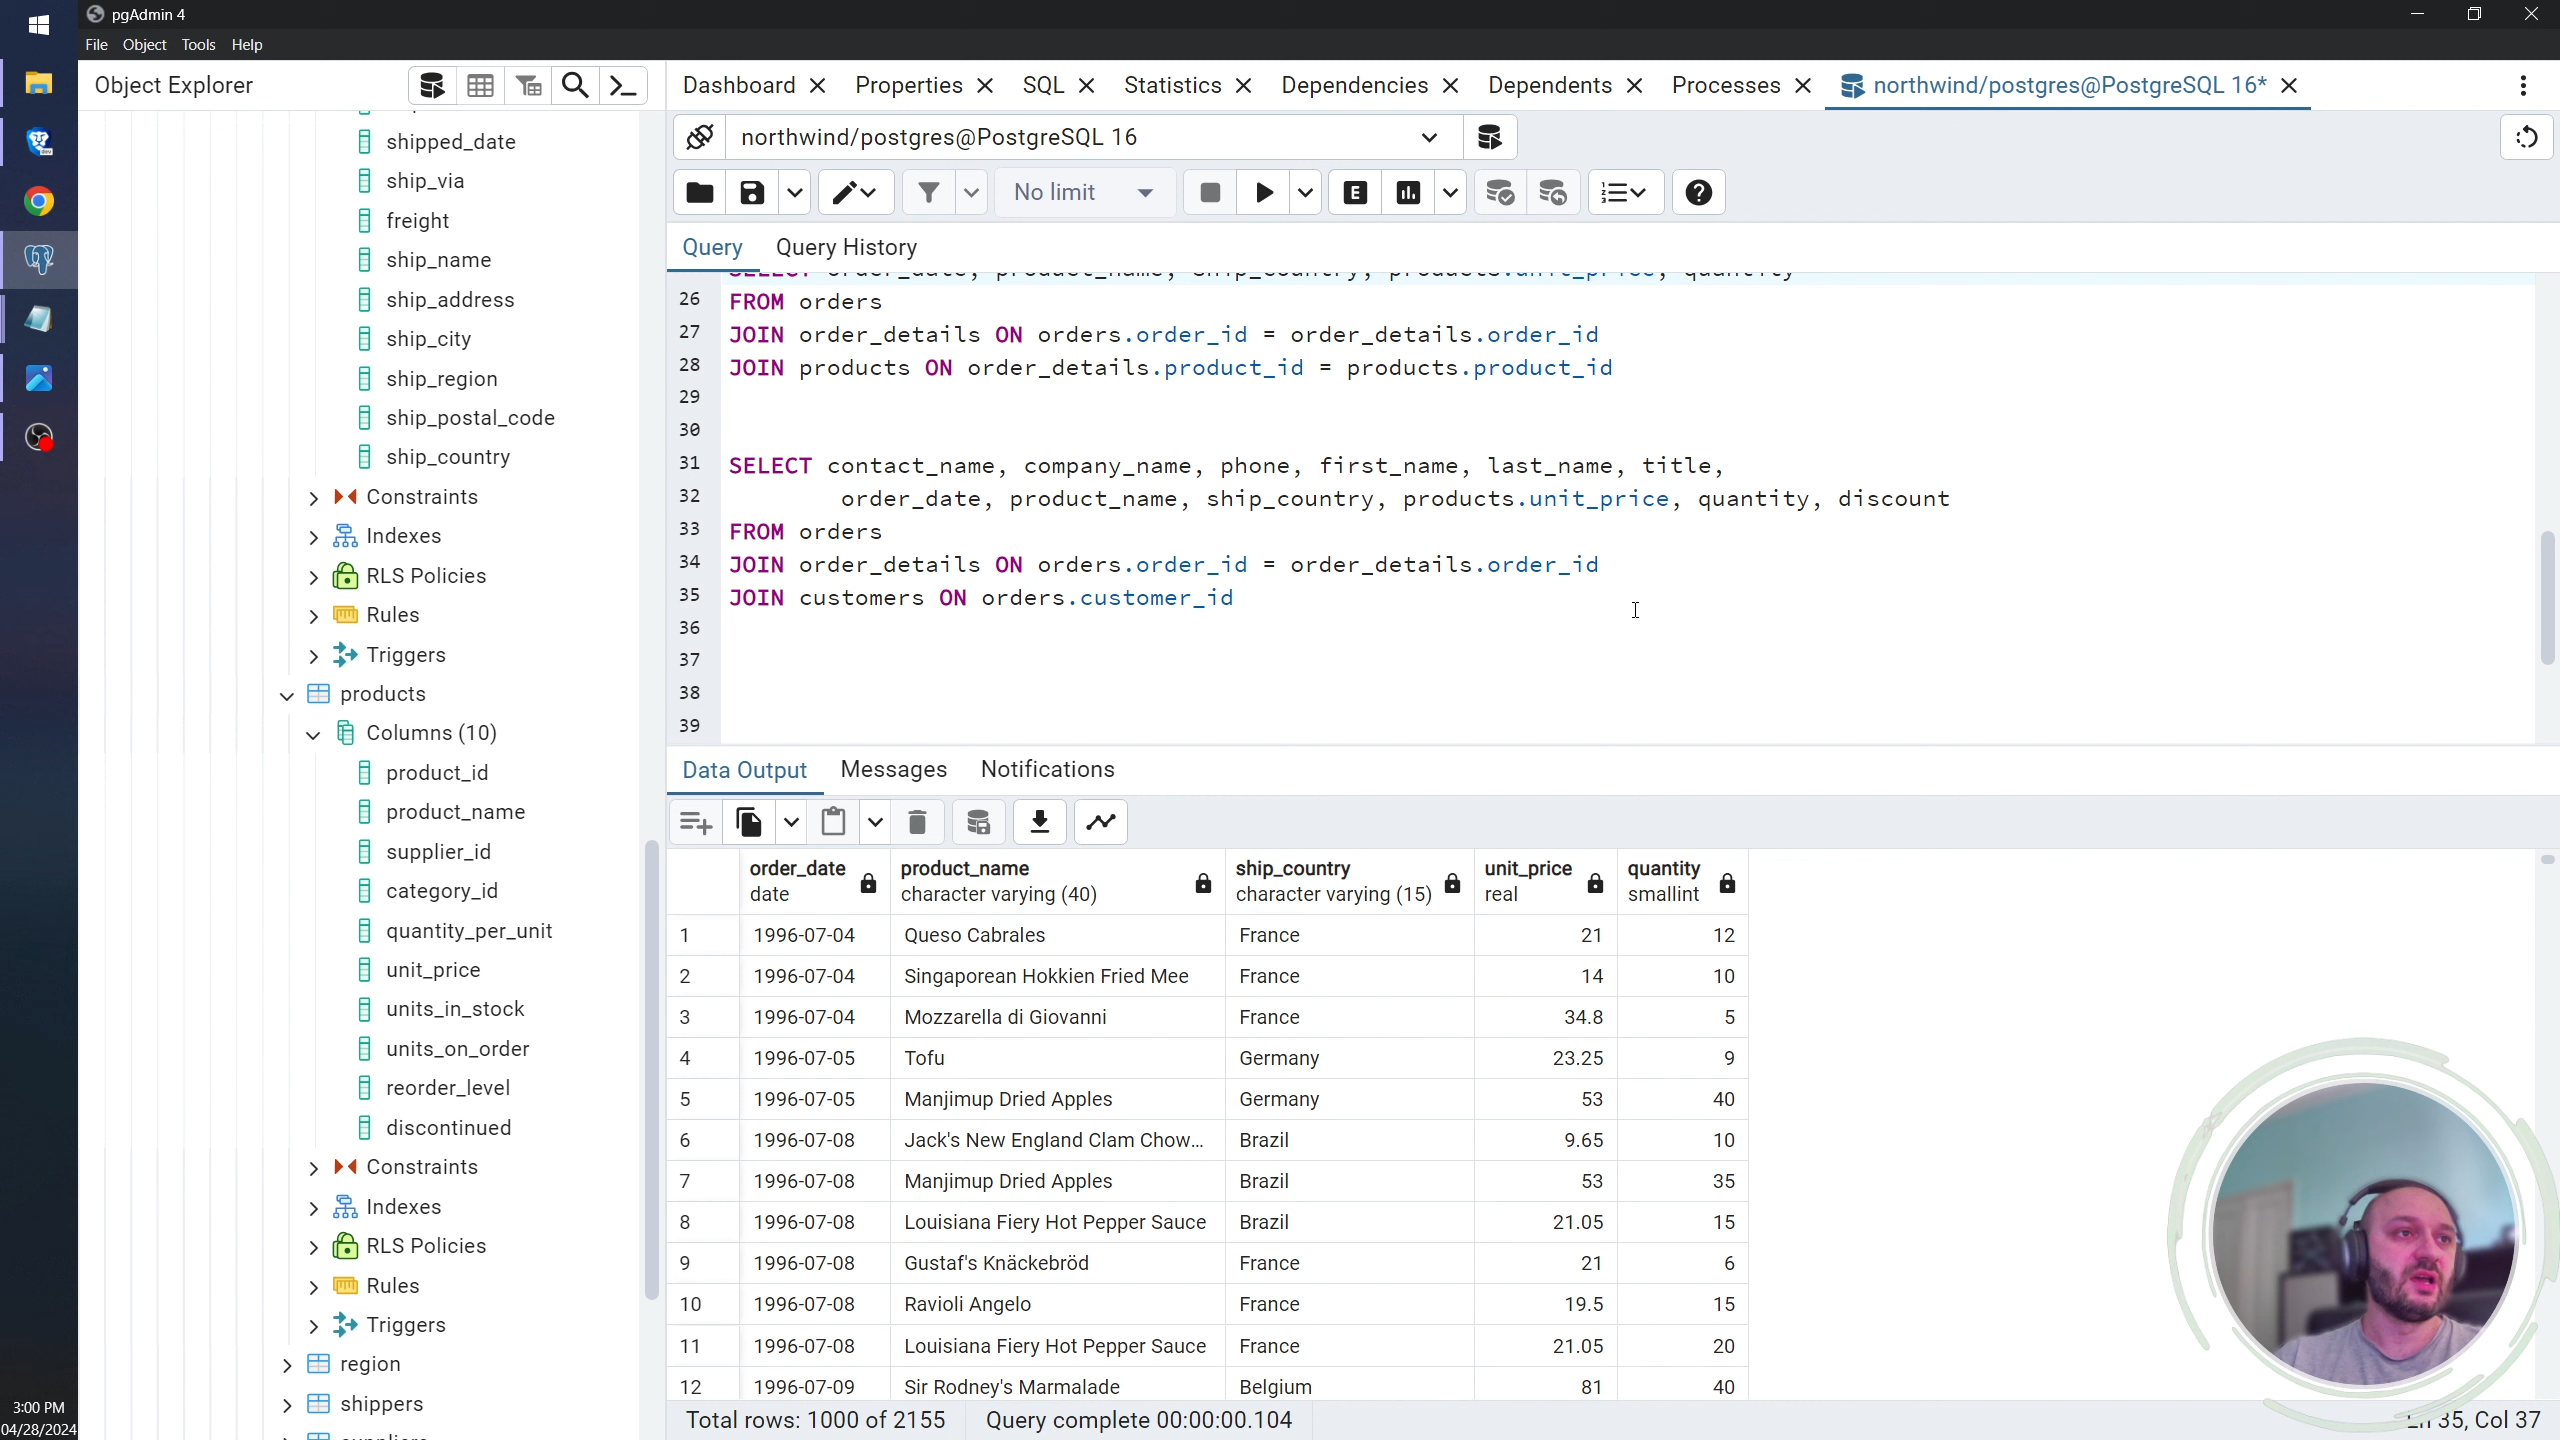 pgAdmin 4
File Object Tools Help
Object Explorer
Dashboard Properties SQL Statistics Dependencies Dependents Processes northwind/postgres@PostgreSQL 16*
northwind/postgres@PostgreSQL 16
No limit
Query Query History
26 FROM orders
27 JOIN order_details ON orders.order_id = order_details.order_id
28 JOIN products ON order_details.product_id = products.product_id
29
30
31 SELECT contact_name, company_name, phone, first_name, last_name, title,
32 order_date, product_name, ship_country, products.unit_price, quantity, discount
33 FROM orders
34 JOIN order_details ON orders.order_id = order_details.order_id
35 JOIN customers ON orders.customer_id
36
37
38
39
shipped_date
ship_via
freight
ship_name
ship_address
ship_city
ship_region
ship_postal_code
ship_country
Constraints
Indexes
RLS Policies
Rules
Triggers
products
Columns (10)
product_id
product_name
supplier_id
category_id
quantity_per_unit
unit_price
units_in_stock
units_on_order
reorder_level
discontinued
Constraints
Indexes
RLS Policies
Rules
Triggers
region
shippers
Data Output Messages Notifications
order_date product_name ship_country unit_price quantity
date character varying (40) character varying (15) real smallint
1 1996-07-04 Queso Cabrales France 21 12
2 1996-07-04 Singaporean Hokkien Fried Mee France 14 10
3 1996-07-04 Mozzarella di Giovanni France 34.8 5
4 1996-07-05 Tofu Germany 23.25 9
5 1996-07-05 Manjimup Dried Apples Germany 53 40
6 1996-07-08 Jack's New England Clam Chow... Brazil 9.65 10
7 1996-07-08 Manjimup Dried Apples Brazil 53 35
8 1996-07-08 Louisiana Fiery Hot Pepper Sauce Brazil 21.05 15
9 1996-07-08 Gustaf's Knäckebröd France 21 6
10 1996-07-08 Ravioli Angelo France 19.5 15
11 1996-07-08 Louisiana Fiery Hot Pepper Sauce France 21.05 20
12 1996-07-09 Sir Rodney's Marmalade Belgium 81 40
Total rows: 1000 of 2155 Query complete 00:00:00.104
Ln 35, Col 37
3:00 PM
04/28/2024